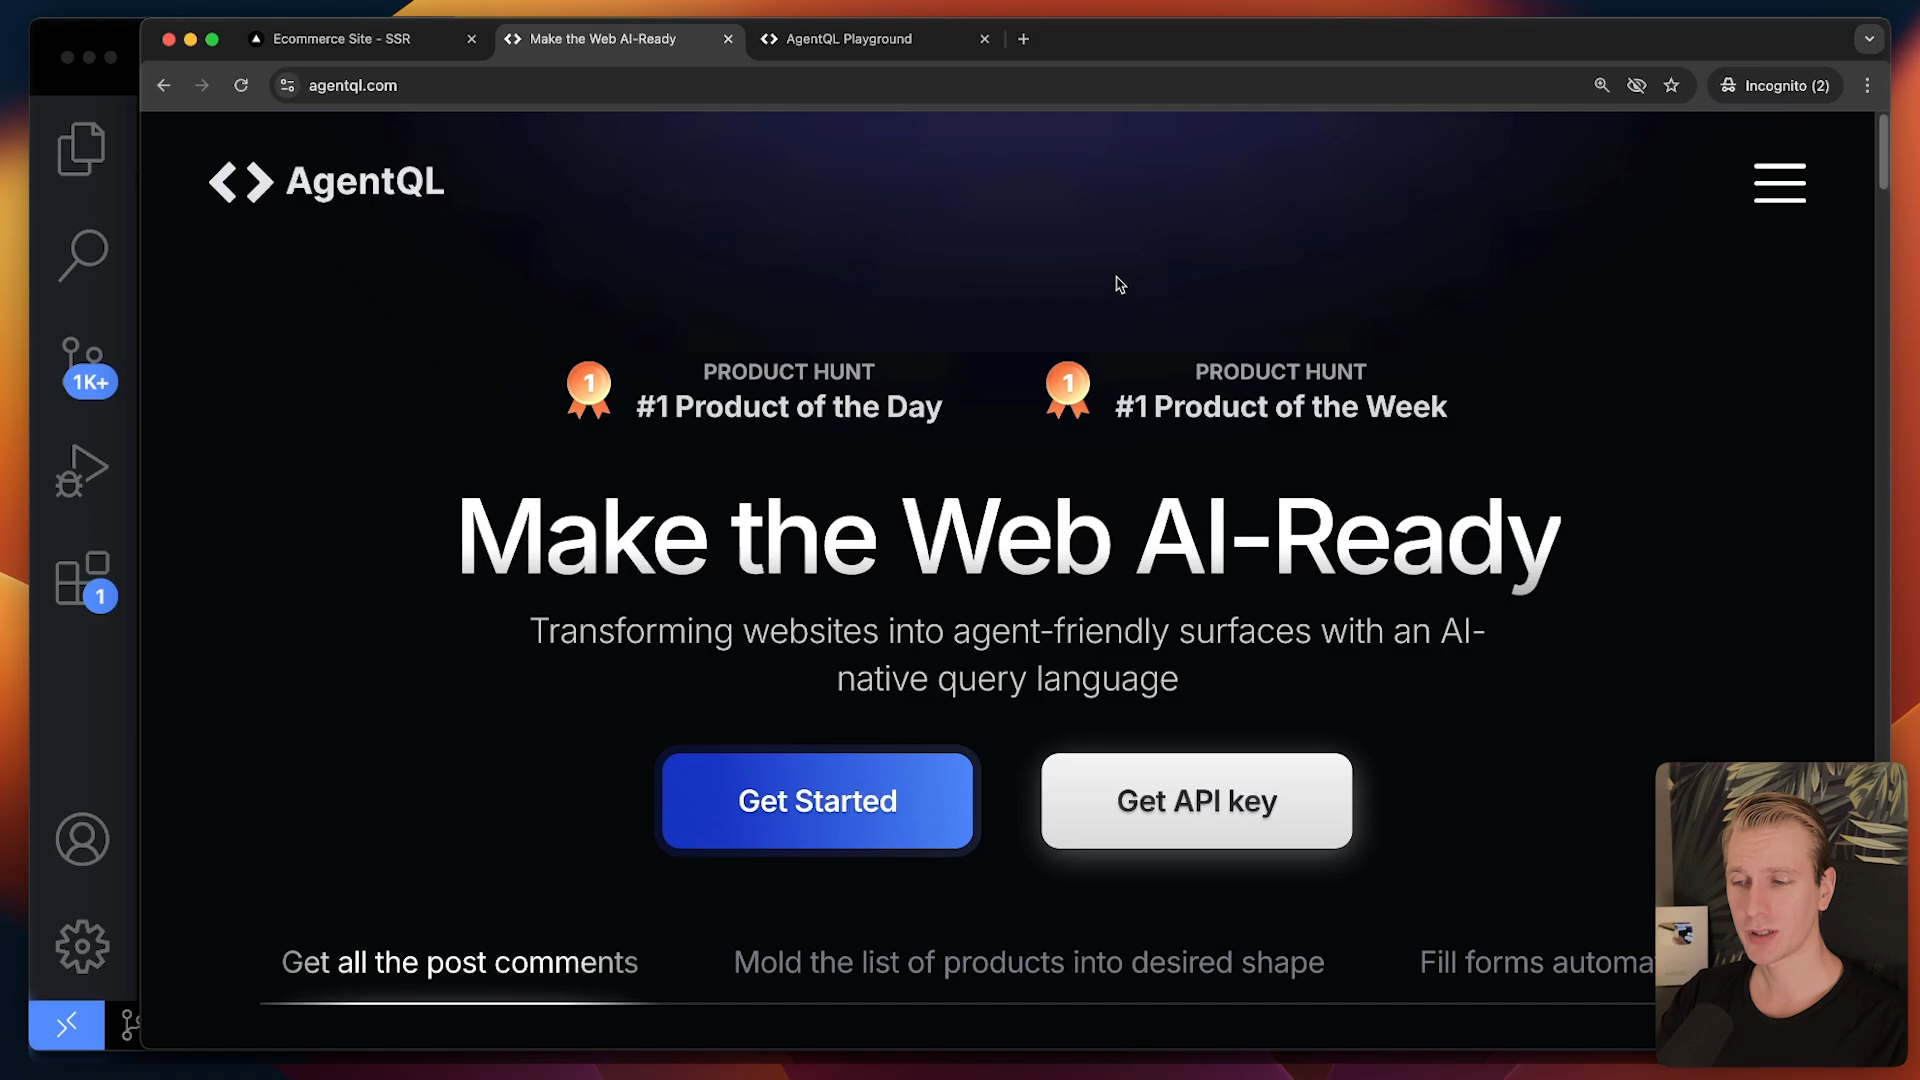 Ecommerce Site - SSR
Make the Web AI-Ready
AgentQL Playground
agentql.com
Incognito (2)
AgentQL
1
PRODUCT HUNT
#1 Product of the Day
1
PRODUCT HUNT
#1 Product of the Week
1K+
Make the Web AI-Ready
Transforming websites into agent-friendly surfaces with an AI-
native query language
1
Get Started
Get API key
Get all the post comments
Mold the list of products into desired shape
Fill forms automa